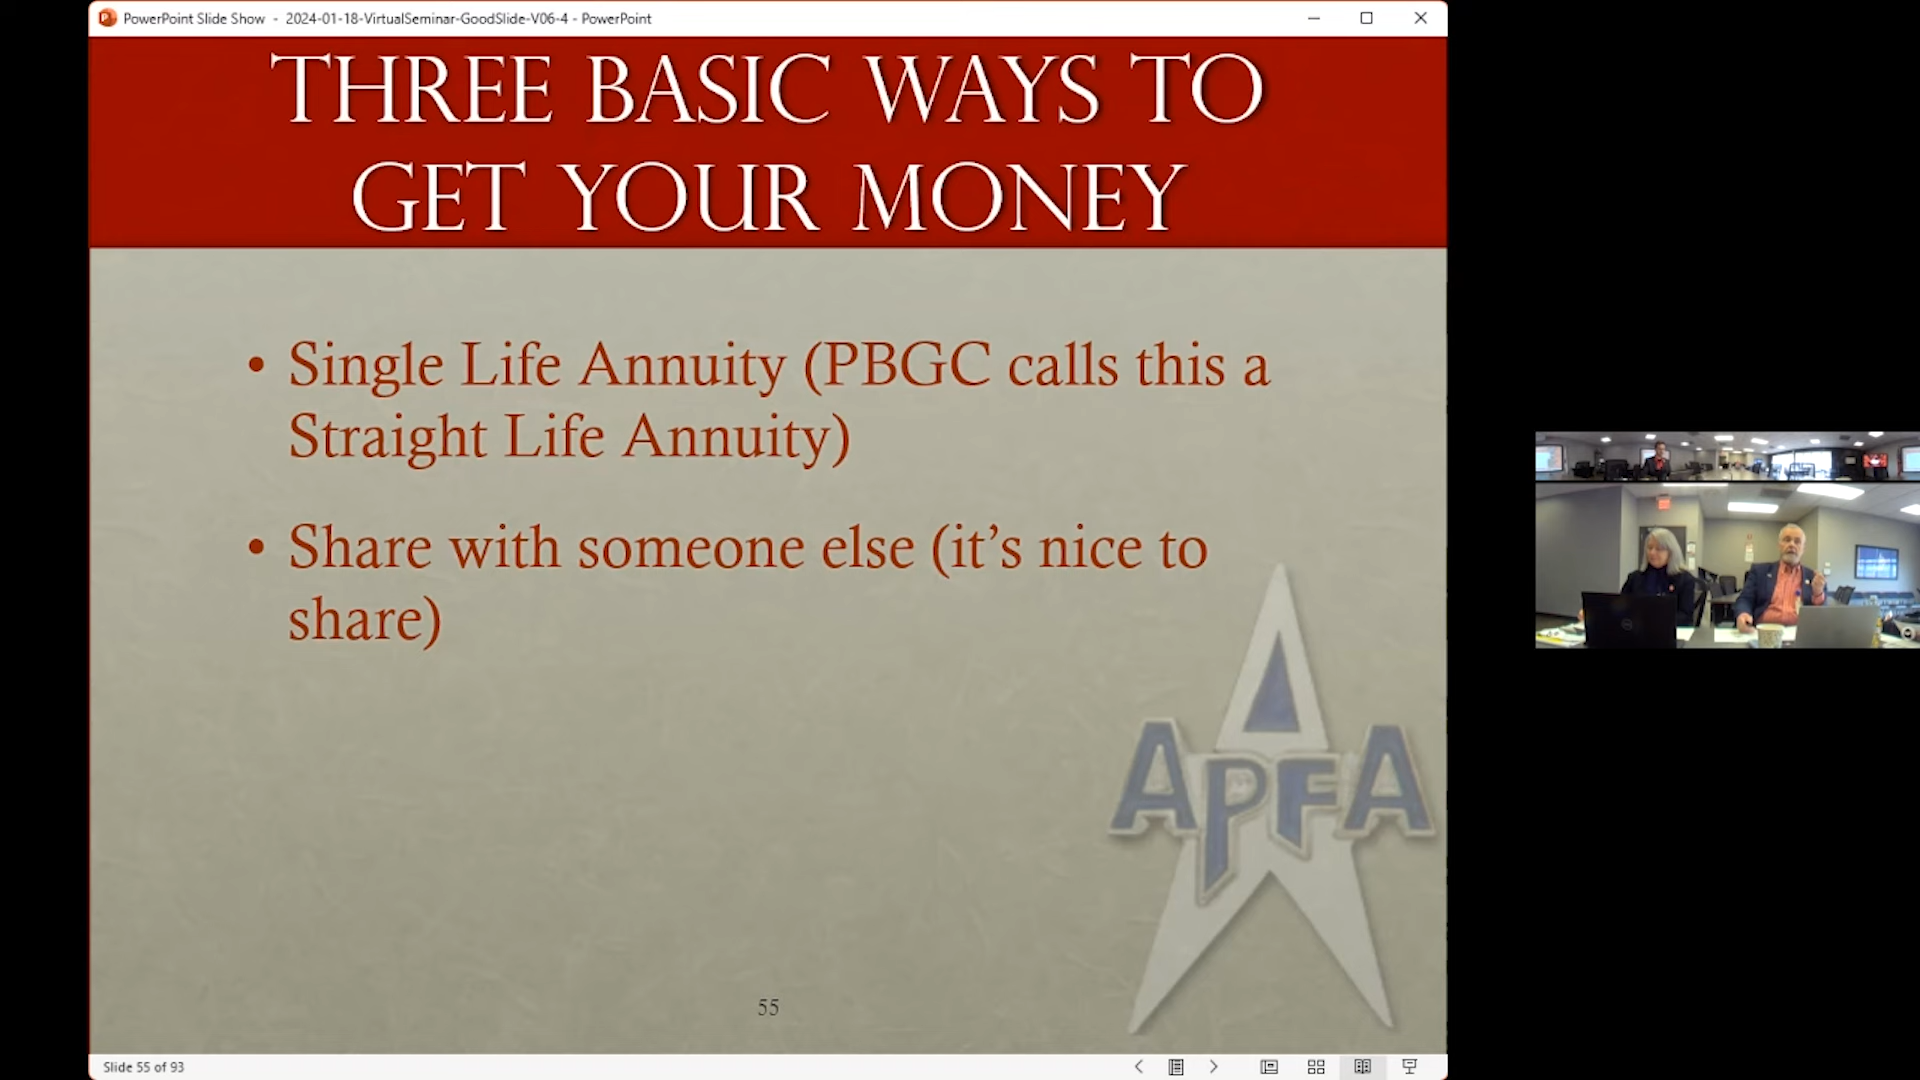 PowerPoint Slide Show - 2024-01-18-VirtualSeminar-GoodSlide-V06-4 - PowerPoint
THREE BASIC WAYS TO
GET YOUR MONEY
• Single Life Annuity (PBGC calls this a
Straight Life Annuity)
• Share with someone else (it’s nice to
share)
APFA
55
Slide 55 of 93